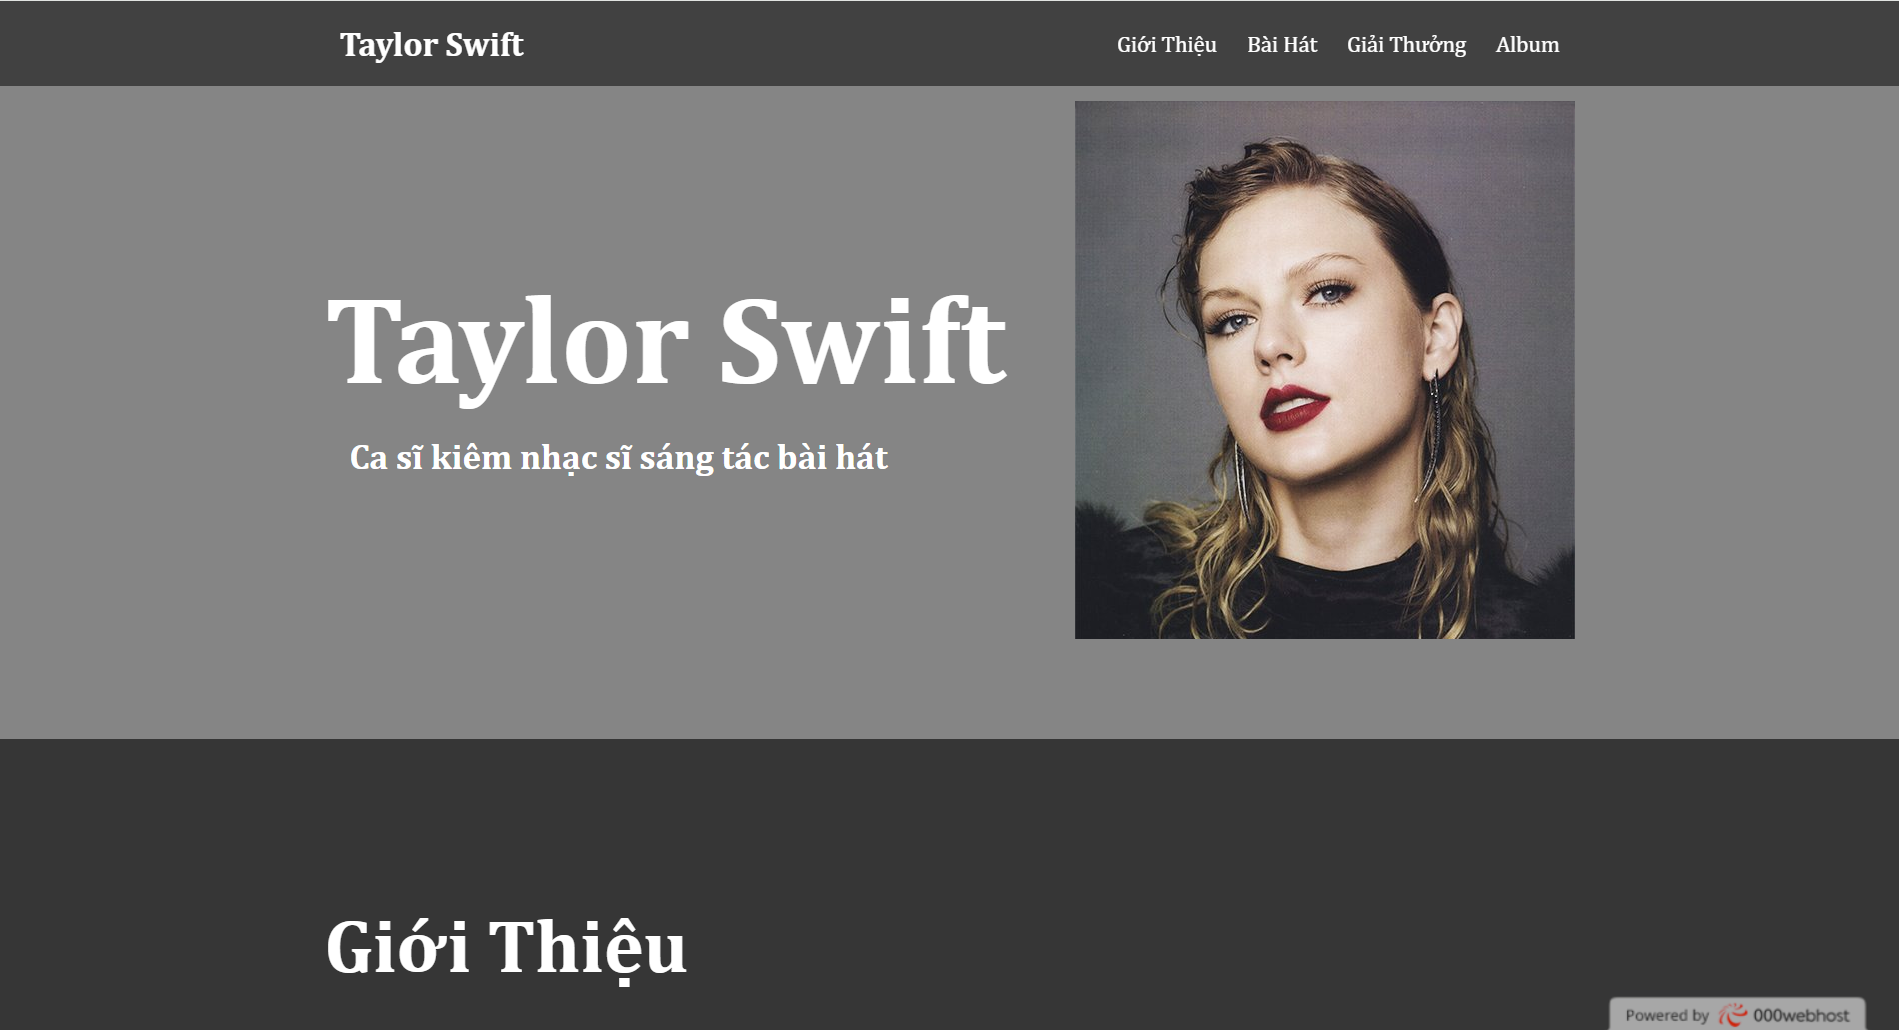 Taylor Swift
Giới Thiệu Bài Hát Giải Thưởng Album
Taylor Swift
Ca sĩ kiêm nhạc sĩ sáng tác bài hát
Giới Thiệu
Powered by 000webhost